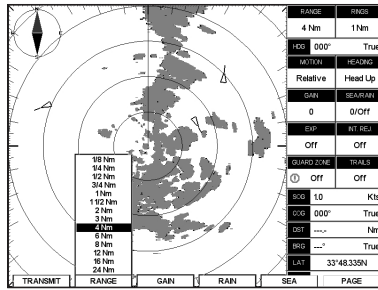 RANGE RINGS
4 Nm 1 Nm
HDG 000° True
MOTION HEADING
Relative Head Up
GAIN SEA/RAIN
0 0/Off
EXP INT. REJ
Off Off
GUARD ZONE TRAILS
Off Off
SOG 1.0 Kts
COG 000° True
DST ---.- Nm
BRG ---° True
LAT 33°48.335N
1/8 Nm
1/4 Nm
1/2 Nm
3/4 Nm
1 Nm
1 1/2 Nm
2 Nm
3 Nm
4 Nm
6 Nm
8 Nm
12 Nm
16 Nm
24 Nm
TRANSMIT RANGE GAIN RAIN SEA PAGE